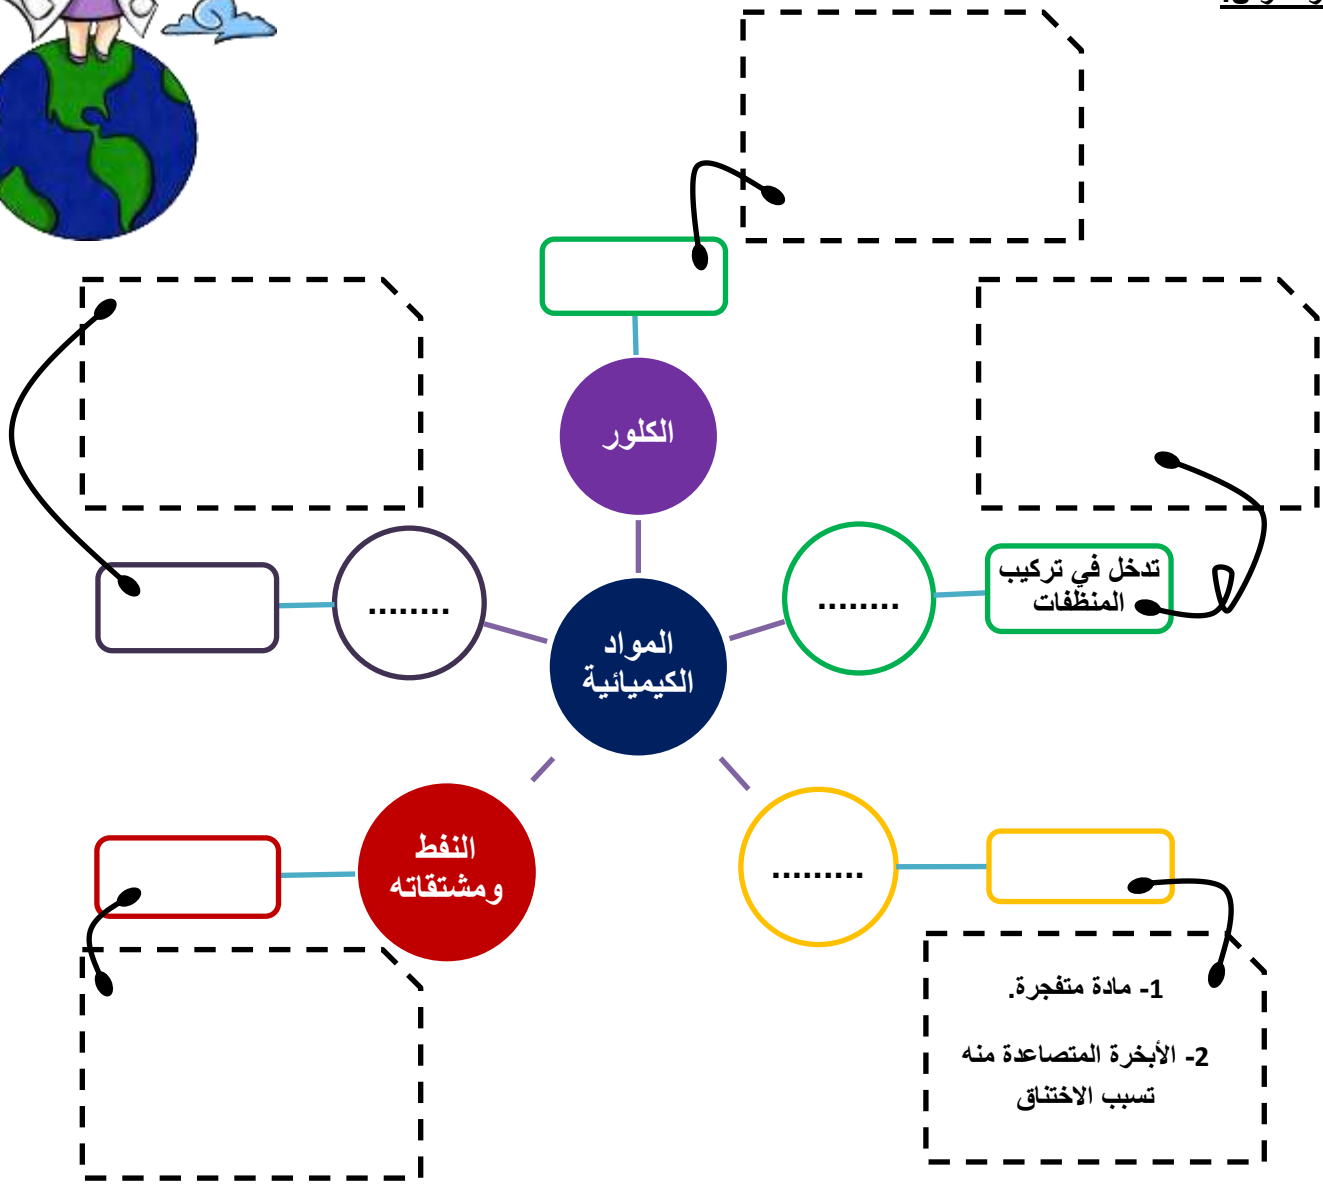 الكلور
تدخل في تركيب
المنظفات
........
........
المواد
الكيميائية
النفط
ومشتقاته
.........
1- مادة متفجرة.
2- الأبخرة المتصاعدة منه
تسبب الاختناق